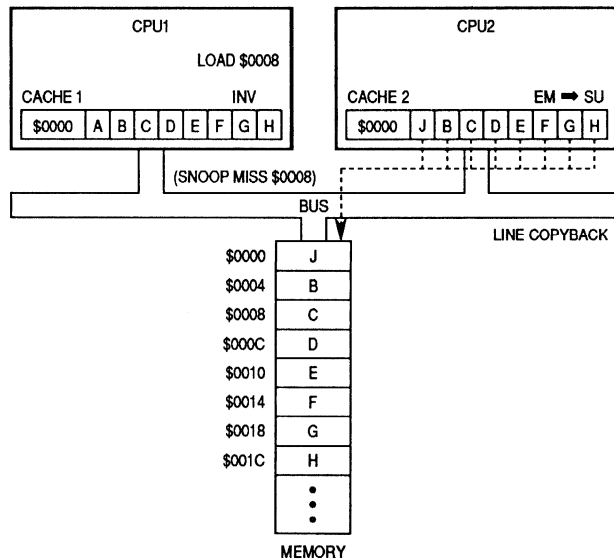 CPU1
CPU2
LOAD $0008
CACHE 1 INV
CACHE 2 EM ➡ SU
$0000 A B C D E F G H
$0000 J B C D E F G H
(SNOOP MISS $0008)
BUS
LINE COPYBACK
$0000 J
$0004 B
$0008 C
$000C D
$0010 E
$0014 F
$0018 G
$001C H
MEMORY